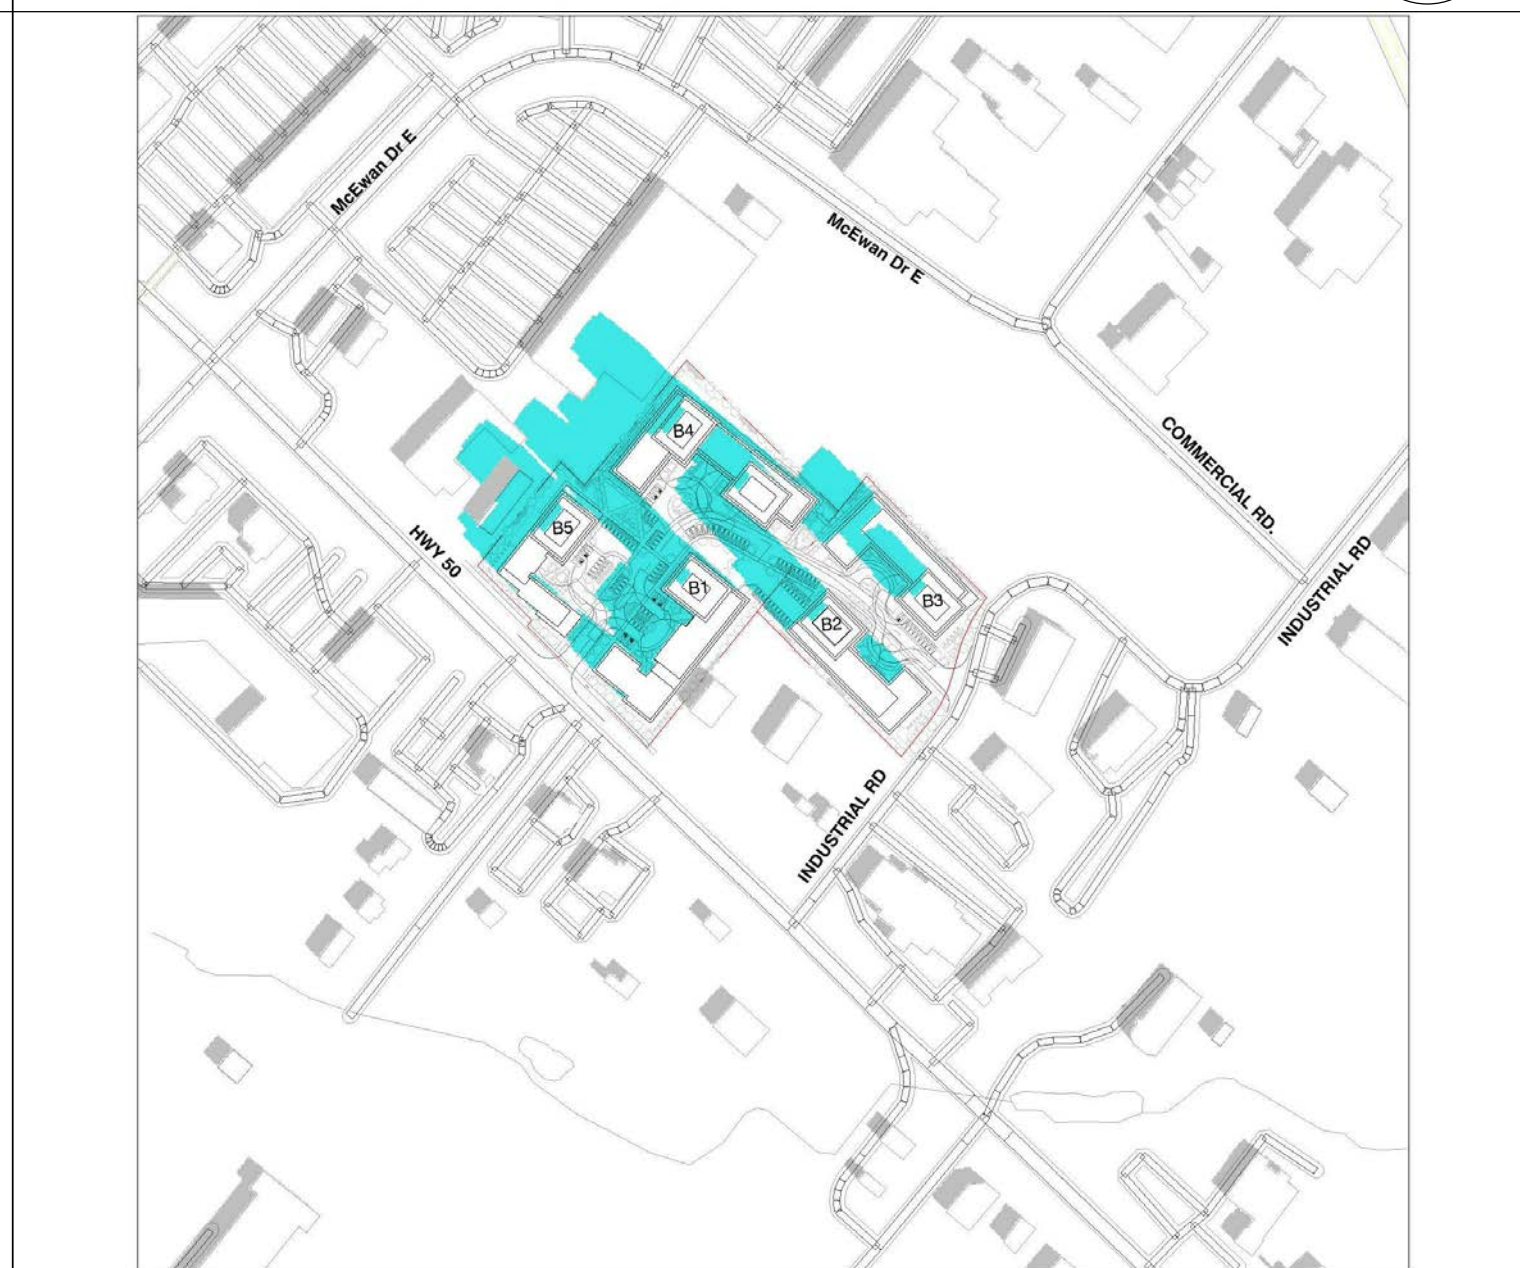 McEwan Dr E
McEwan Dr E
B4
COMMERCIAL RD.
B5
HWY 50
B1
B3
B2
INDUSTRIAL RD
INDUSTRIAL RD